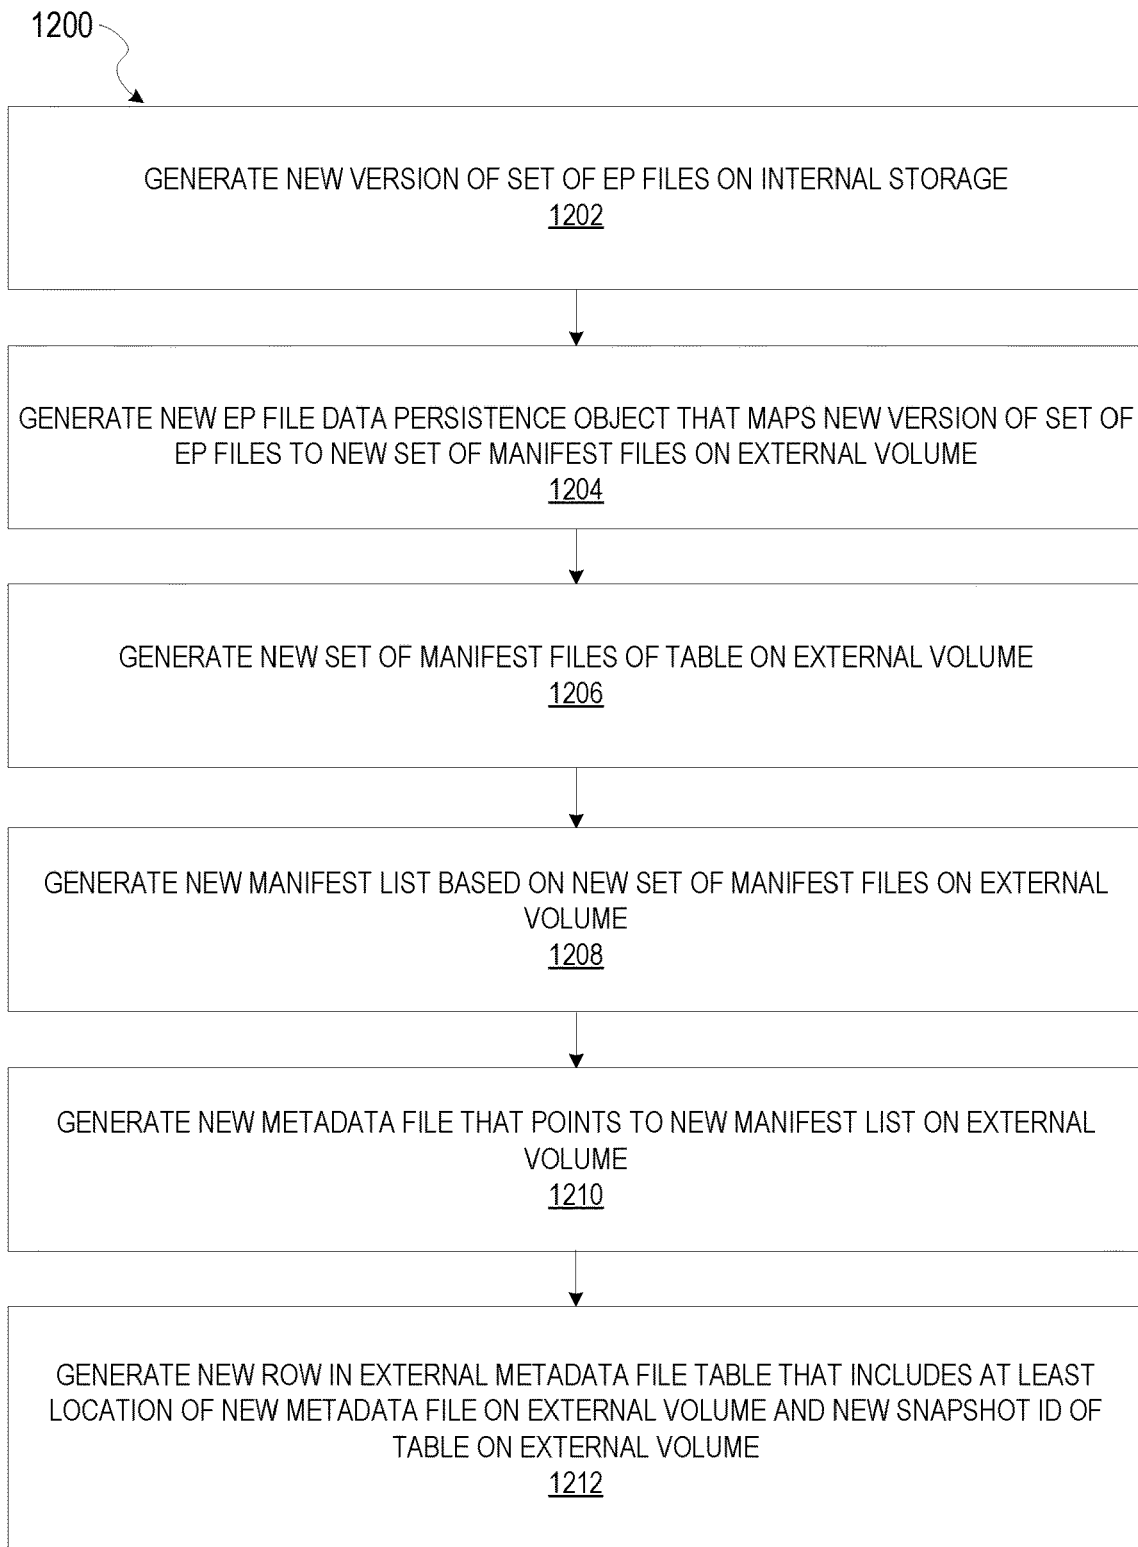 1200
GENERATE NEW VERSION OF SET OF EP FILES ON INTERNAL STORAGE
1202
GENERATE NEW EP FILE DATA PERSISTENCE OBJECT THAT MAPS NEW VERSION OF SET OF
EP FILES TO NEW SET OF MANIFEST FILES ON EXTERNAL VOLUME
1204
GENERATE NEW SET OF MANIFEST FILES OF TABLE ON EXTERNAL VOLUME
1206
GENERATE NEW MANIFEST LIST BASED ON NEW SET OF MANIFEST FILES ON EXTERNAL
VOLUME
1208
GENERATE NEW METADATA FILE THAT POINTS TO NEW MANIFEST LIST ON EXTERNAL
VOLUME
1210
GENERATE NEW ROW IN EXTERNAL METADATA FILE TABLE THAT INCLUDES AT LEAST
LOCATION OF NEW METADATA FILE ON EXTERNAL VOLUME AND NEW SNAPSHOT ID OF
TABLE ON EXTERNAL VOLUME
1212